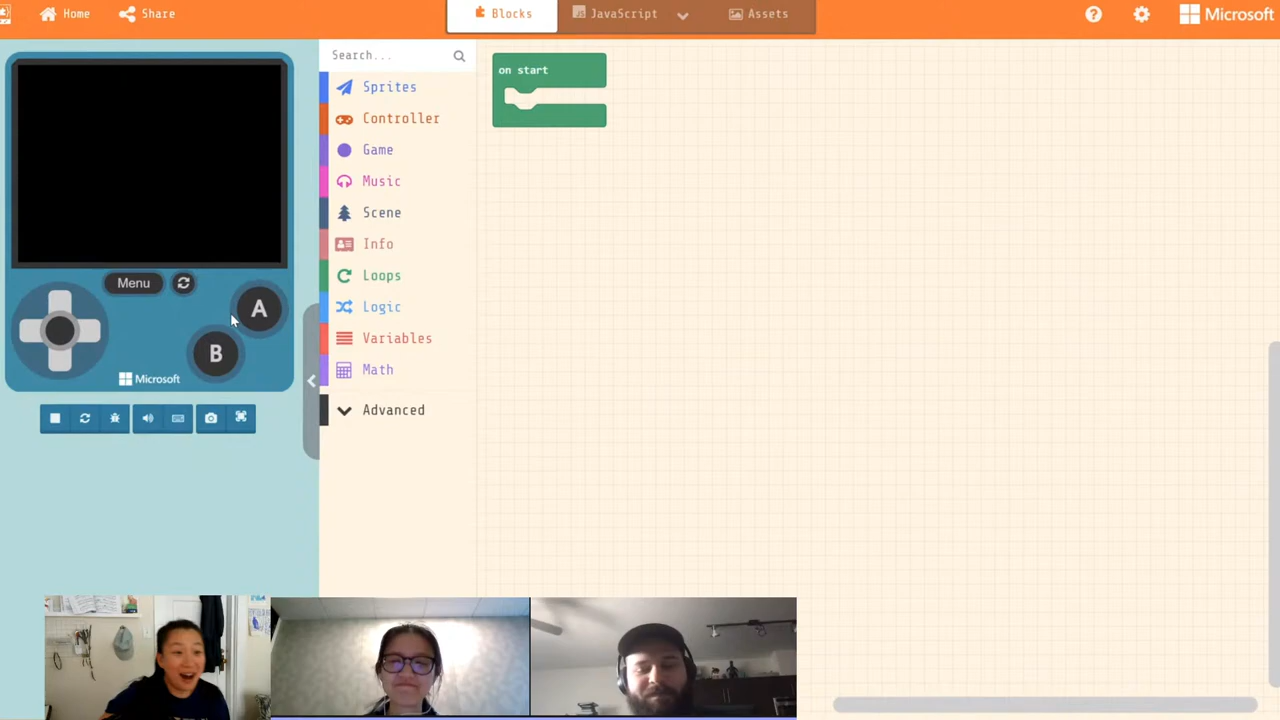 Home
Share
Blocks
JavaScript
Assets
Microsoft
Search...
Sprites
Controller
Game
Music
Scene
Info
Loops
Logic
Variables
Math
Advanced
on start
Menu
A
B
Microsoft